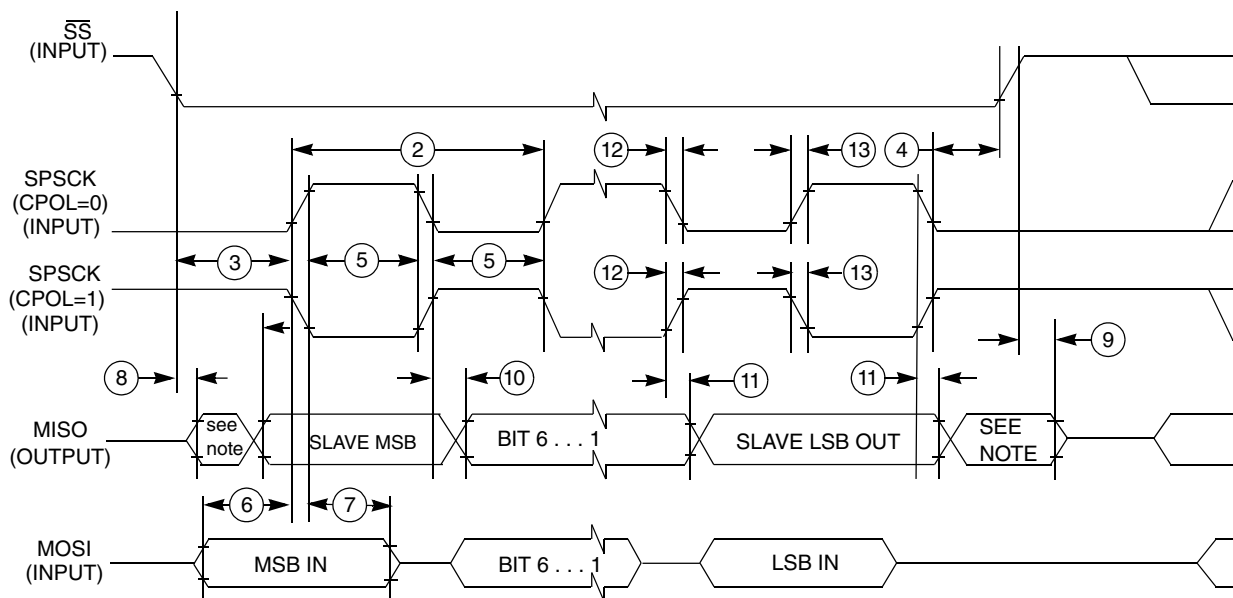 SS
(INPUT)
2
12
13
4
SPSCK
(CPOL=0)
(INPUT)
3
5
5
SPSCK
(CPOL=1)
(INPUT)
12
13
8
10
11
11
9
MISO
(OUTPUT)
see
note
SLAVE MSB
BIT 6 . . . 1
SLAVE LSB OUT
SEE
NOTE
6
7
MOSI
(INPUT)
MSB IN
BIT 6 . . . 1
LSB IN